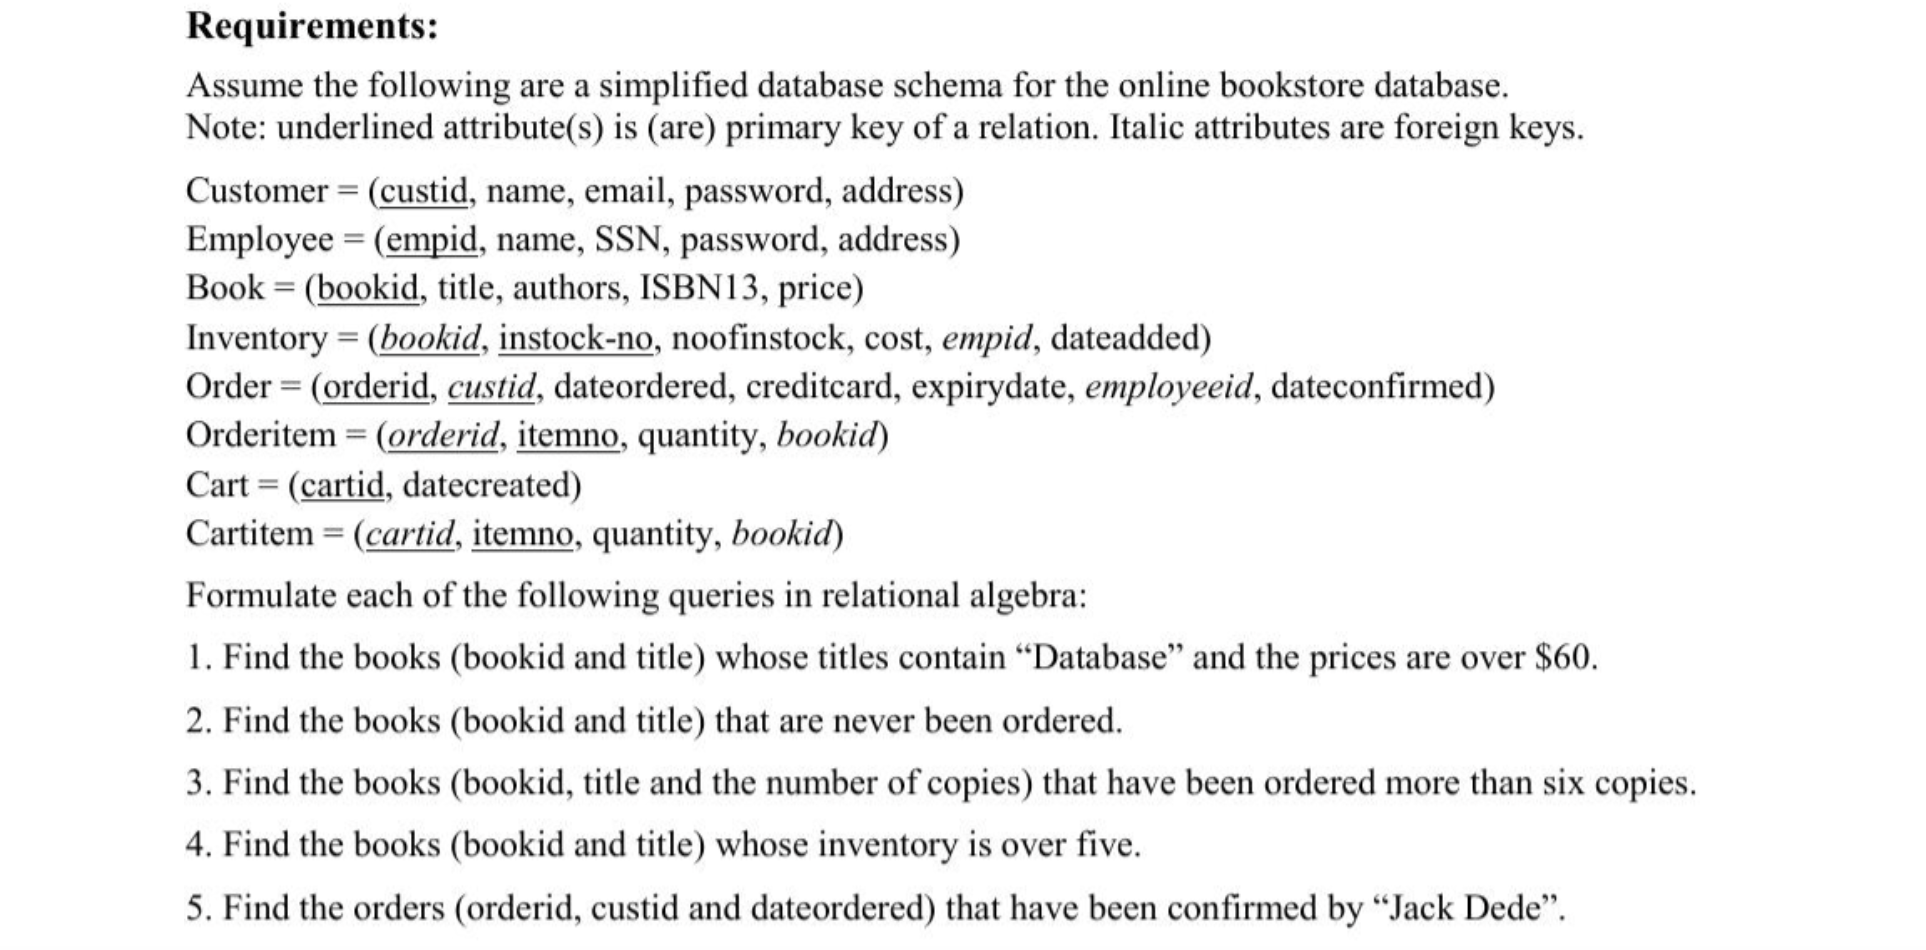 Requirements:
Assume the following are a simplified database schema for the online bookstore database.
Note: underlined attribute(s) is (are) primary key of a relation. Italic attributes are foreign keys.
Customer = (custid, name, email, password, address)
Employee = (empid, name, SSN, password, address)
Book = (bookid, title, authors, ISBN13, price)
Inventory = (bookid, instock-no, noofinstock, cost, empid, dateadded)
Order = (orderid, custid, dateordered, creditcard, expirydate, employeeid, dateconfirmed)
Orderitem = (orderid, itemno, quantity, bookid)
Cart = (cartid, datecreated)
Cartitem = (cartid, itemno, quantity, bookid)
Formulate each of the following queries in relational algebra:
1. Find the books (bookid and title) whose titles contain “Database” and the prices are over $60.
2. Find the books (bookid and title) that are never been ordered.
3. Find the books (bookid, title and the number of copies) that have been ordered more than six copies.
4. Find the books (bookid and title) whose inventory is over five.
5. Find the orders (orderid, custid and dateordered) that have been confirmed by “Jack Dede”.